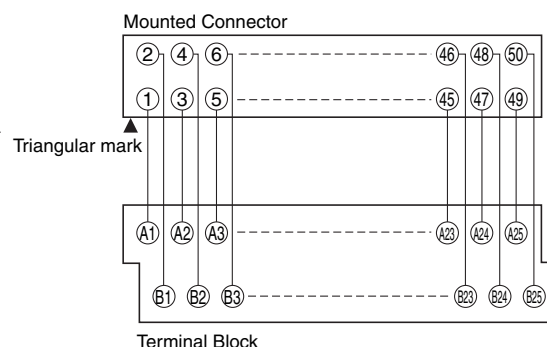 Mounted Connector
2 4 6 46 48 50
1 3 5 45 47 49
Triangular mark
A1 A2 A3 A23 A24 A25
B1 B2 B3 B23 B24 B25
Terminal Block